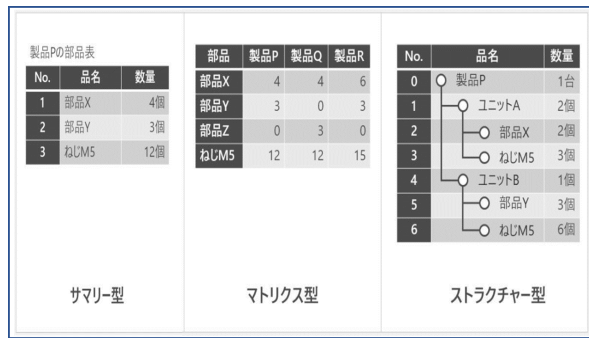 製品Pの部品表
No. 品名 数量
1 部品X 4個
2 部品Y 3個
3 ねじM5 12個
サマリー型
部品 製品P 製品Q 製品R
部品X 4 4 6
部品Y 3 0 3
部品Z 0 3 0
ねじM5 12 12 15
マトリクス型
No. 品名 数量
0 製品P 1台
1 ユニットA 2個
2 部品X 2個
3 ねじM5 3個
4 ユニットB 1個
5 部品Y 3個
6 ねじM5 6個
ストラクチャー型